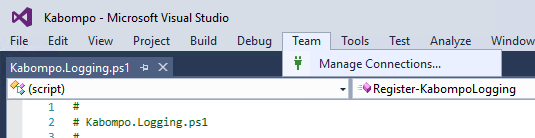 Kabompo - Microsoft Visual Studio
File Edit View Project Build Debug Team Tools Test Analyze Window
Kabompo.Logging.ps1
Manage Connections...
(script) Register-KabompoLogging
1 #
2 # Kabompo.Logging.ps1
3 #